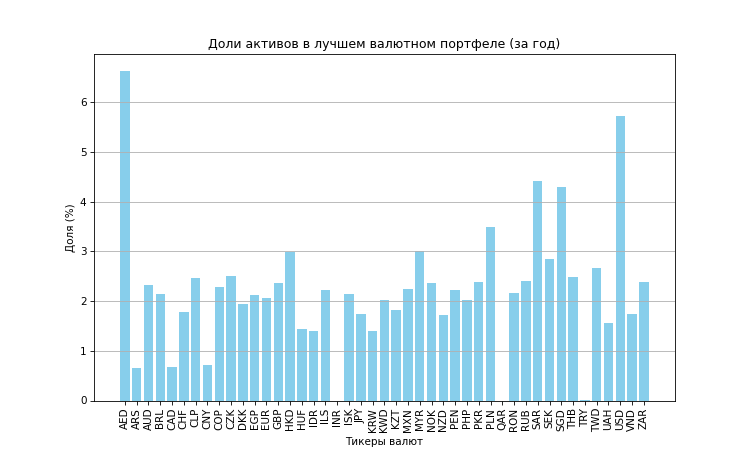 Доли активов в лучшем валютном портфеле (за год)
Доля (%)
6
5
4
3
2
1
0
AED ARS AUD BRL CAD CHF CLP CNY COP CZK DKK EGP EUR GBP HKD HUF IDR ILS INR ISK JPY KRW KWD KZT MXN MYR NOK NZD PEN PHP PKR PLN QAR RON RUB SAR SEK SGD THB TRY TWD UAH USD VND ZAR
Тикеры валют